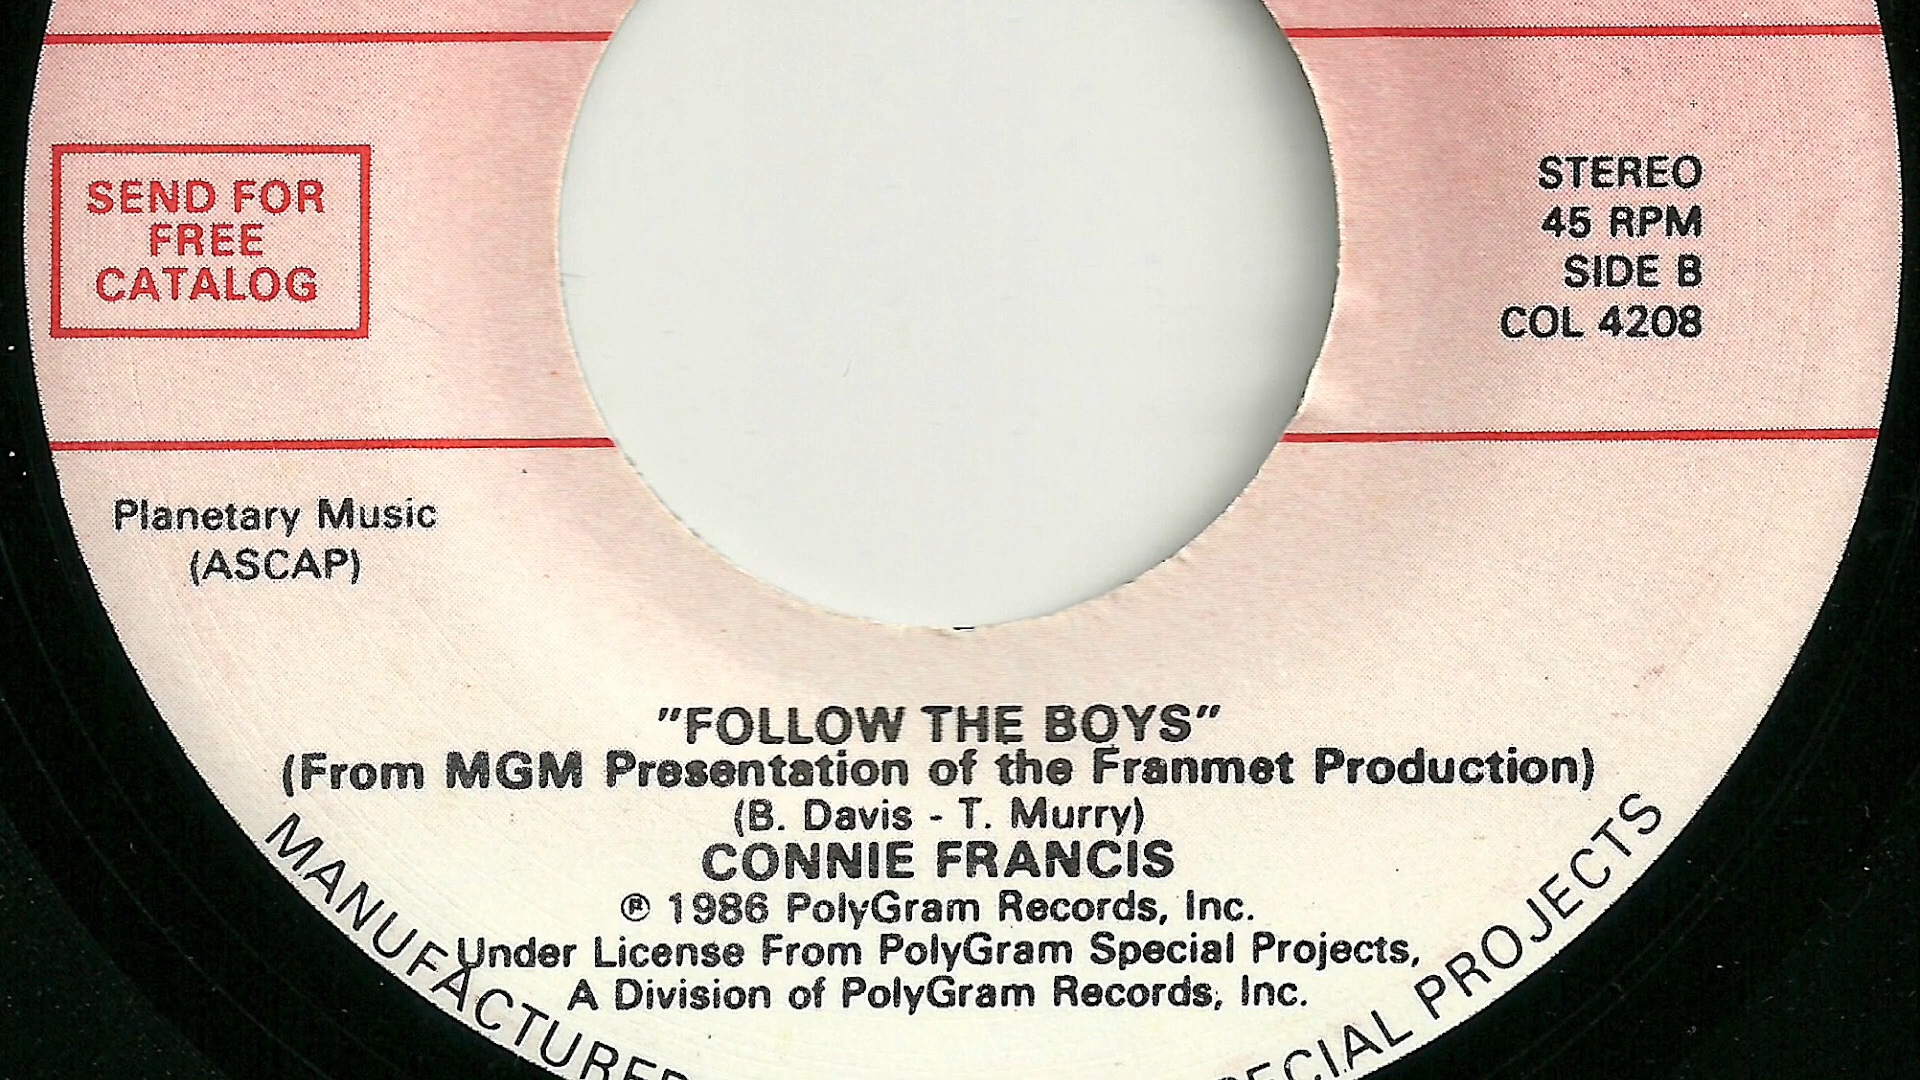 SEND FOR
FREE
CATALOG
STEREO
45 RPM
SIDE B
COL 4208
Planetary Music
(ASCAP)
"FOLLOW THE BOYS"
(From MGM Presentation of the Franmet Production)
(B. Davis - T. Murry)
CONNIE FRANCIS
℗ 1986 PolyGram Records, Inc.
Under License From PolyGram Special Projects,
A Division of PolyGram Records, Inc.
MANUFACTURED
SPECIAL PROJECTS